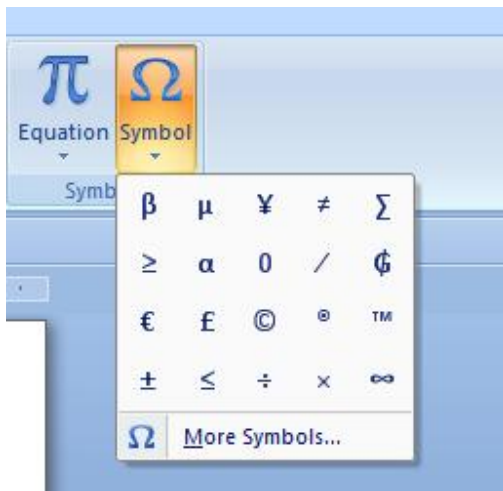 π Ω
Equation Symbol
Symb
β μ ¥ ≠ ∑
≥ α 0 ∕ ₲
€ £ © ® ™
± ≤ ÷ × ∞
Ω More Symbols...